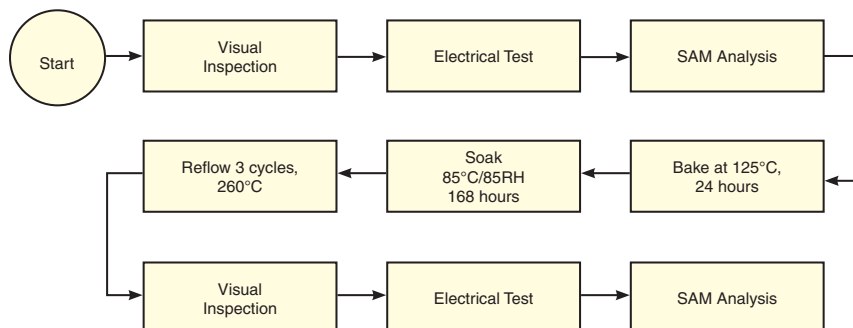 Start
Visual
Inspection
Electrical Test
SAM Analysis
Reflow 3 cycles,
260°C
Soak
85°C/85RH
168 hours
Bake at 125°C,
24 hours
Visual
Inspection
Electrical Test
SAM Analysis